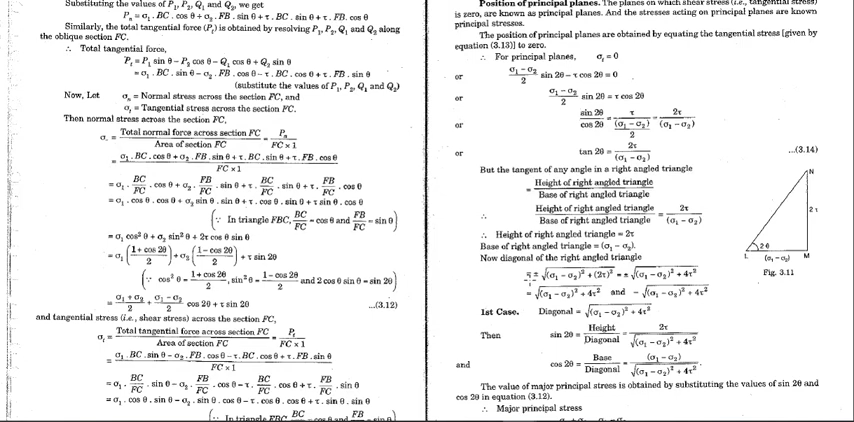 Substituting the values of P₁, P₂, Q₁ and Q₂, we get
Pₙ = σ₁ . BC . cos θ + σ₂ . FB . sin θ + τ . BC . sin θ + τ . FB . cos θ
Similarly, the total tangential force (Pₜ) is obtained by resolving P₁, P₂, Q₁ and Q₂ along
the oblique section FC.
∴ Total tangential force,
Pₜ = P₁ sin θ – P₂ cos θ – Q₁ cos θ + Q₂ sin θ
= σ₁ . BC . sin θ – σ₂ . FB . cos θ – τ . BC . cos θ + τ . FB . sin θ
(substitute the values of P₁, P₂, Q₁ and Q₂)
Now, Let σₙ = Normal stress across the section FC, and
σₜ = Tangential stress across the section FC.
Then normal stress across the section FC,
σ = Total normal force across section FC / Area of section FC = Pₙ / FC × 1
= σ₁ . BC . cos θ + σ₂ . FB . sin θ + τ . BC . sin θ + τ . FB . cos θ / FC × 1
= σ₁ . BC/FC . cos θ + σ₂ . FB/FC . sin θ + τ . BC/FC . sin θ + τ . FB/FC . cos θ
= σ₁ . cos θ . cos θ + σ₂ sin θ . sin θ + τ . cos θ . sin θ + τ sin θ . cos θ
(∵ In triangle FBC, BC/FC = cos θ and FB/FC = sin θ)
= σ₁ cos² θ + σ₂ sin² θ + 2τ cos θ sin θ
= σ₁ (1 + cos 2θ / 2) + σ₂ (1 – cos 2θ / 2) + τ sin 2θ
(∵ cos² θ = 1 + cos 2θ / 2, sin² θ = 1 – cos 2θ / 2 and 2 cos θ sin θ = sin 2θ)
= σ₁ + σ₂ / 2 + σ₁ – σ₂ / 2 cos 2θ + τ sin 2θ ...(3.12)
and tangential stress (i.e., shear stress) across the section FC,
σₜ = Total tangential force across section FC / Area of section FC = Pₜ / FC × 1
= σ₁ . BC . sin θ – σ₂ . FB . cos θ – τ . BC . cos θ + τ . FB . sin θ / FC × 1
= σ₁ . BC/FC . sin θ – σ₂ . FB/FC . cos θ – τ . BC/FC . cos θ + τ . FB/FC . sin θ
= σ₁ . cos θ . sin θ – σ₂ . sin θ . cos θ – τ . cos θ . cos θ + τ . sin θ . sin θ
(∵ In triangle FBC, BC = cos θ and FB = sin θ)
Position of principal planes. The planes on which shear stress (i.e., tangential stress)
is zero, are known as principal planes. And the stresses acting on principal planes are known
principal stresses.
The position of principal planes are obtained by equating the tangential stress [given by
equation (3.13)] to zero.
∴ For principal planes, σₜ = 0
or σ₁ – σ₂ / 2 sin 2θ – τ cos 2θ = 0
or σ₁ – σ₂ / 2 sin 2θ = τ cos 2θ
or sin 2θ / cos 2θ = τ / (σ₁ – σ₂)/2 = 2τ / (σ₁ – σ₂)
or tan 2θ = 2τ / (σ₁ – σ₂) ...(3.14)
But the tangent of any angle in a right angled triangle
= Height of right angled triangle / Base of right angled triangle
∴ Height of right angled triangle / Base of right angled triangle = 2τ / (σ₁ – σ₂)
∴ Height of right angled triangle = 2τ
Base of right angled triangle = (σ₁ – σ₂).
Now diagonal of the right angled triangle
= ± √(σ₁ – σ₂)² + (2τ)² = ± √(σ₁ – σ₂)² + 4τ²
= √(σ₁ – σ₂)² + 4τ² and – √(σ₁ – σ₂)² + 4τ²
N
2 τ
2 θ
L (σ₁ – σ₂) M
Fig. 3.11
1st Case. Diagonal = √(σ₁ – σ₂)² + 4τ²
Then sin 2θ = Height / Diagonal = 2τ / √(σ₁ – σ₂)² + 4τ²
and cos 2θ = Base / Diagonal = (σ₁ – σ₂) / √(σ₁ – σ₂)² + 4τ²
The value of major principal stress is obtained by substituting the values of sin 2θ and
cos 2θ in equation (3.12).
∴ Major principal stress